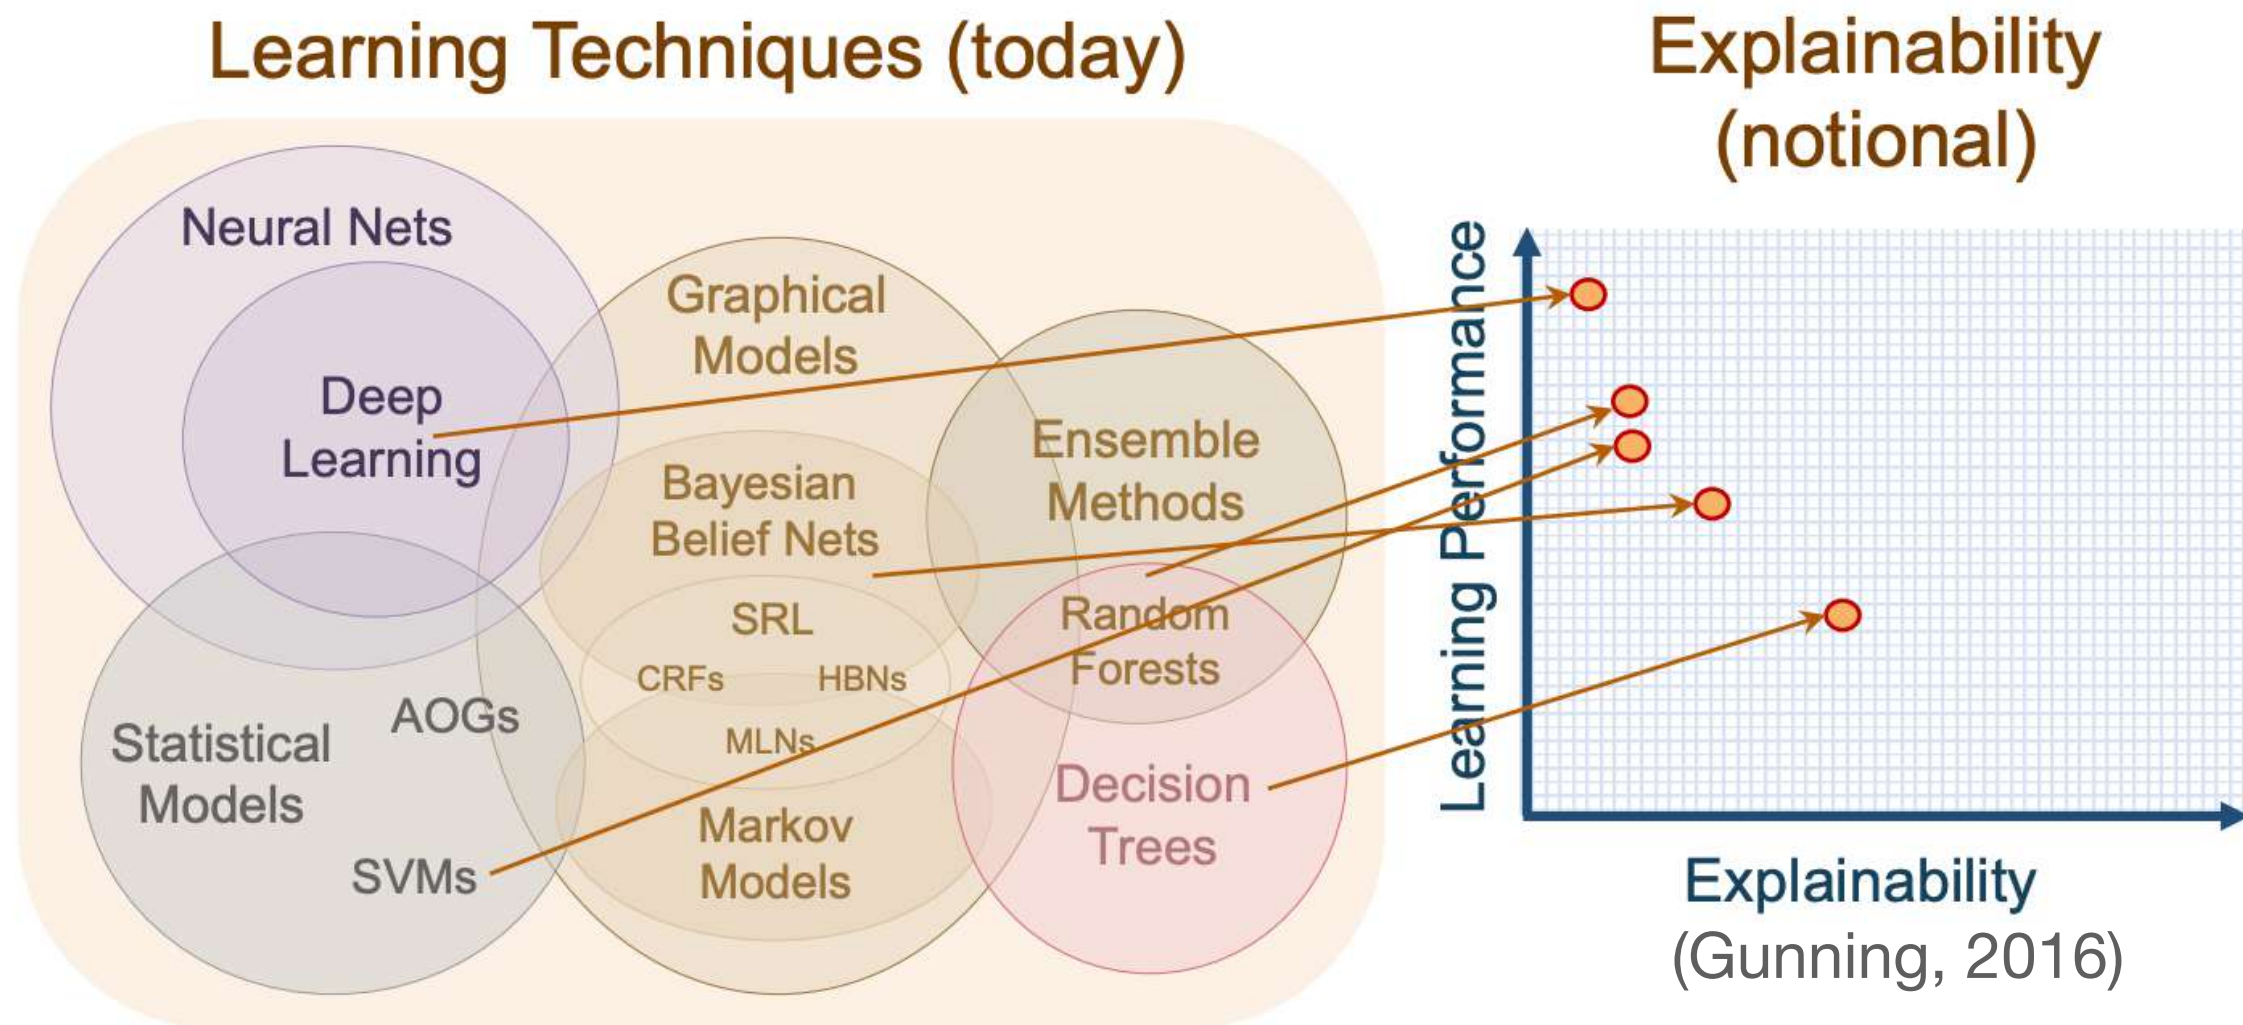 Learning Techniques (today)
Explainability
(notional)
Neural Nets
Deep
Learning
Graphical
Models
Ensemble
Methods
Bayesian
Belief Nets
SRL
CRFs
HBNs
MLNs
Markov
Models
Random
Forests
Decision
Trees
Statistical
Models
AOGs
SVMs
Learning Performance
Explainability
(Gunning, 2016)